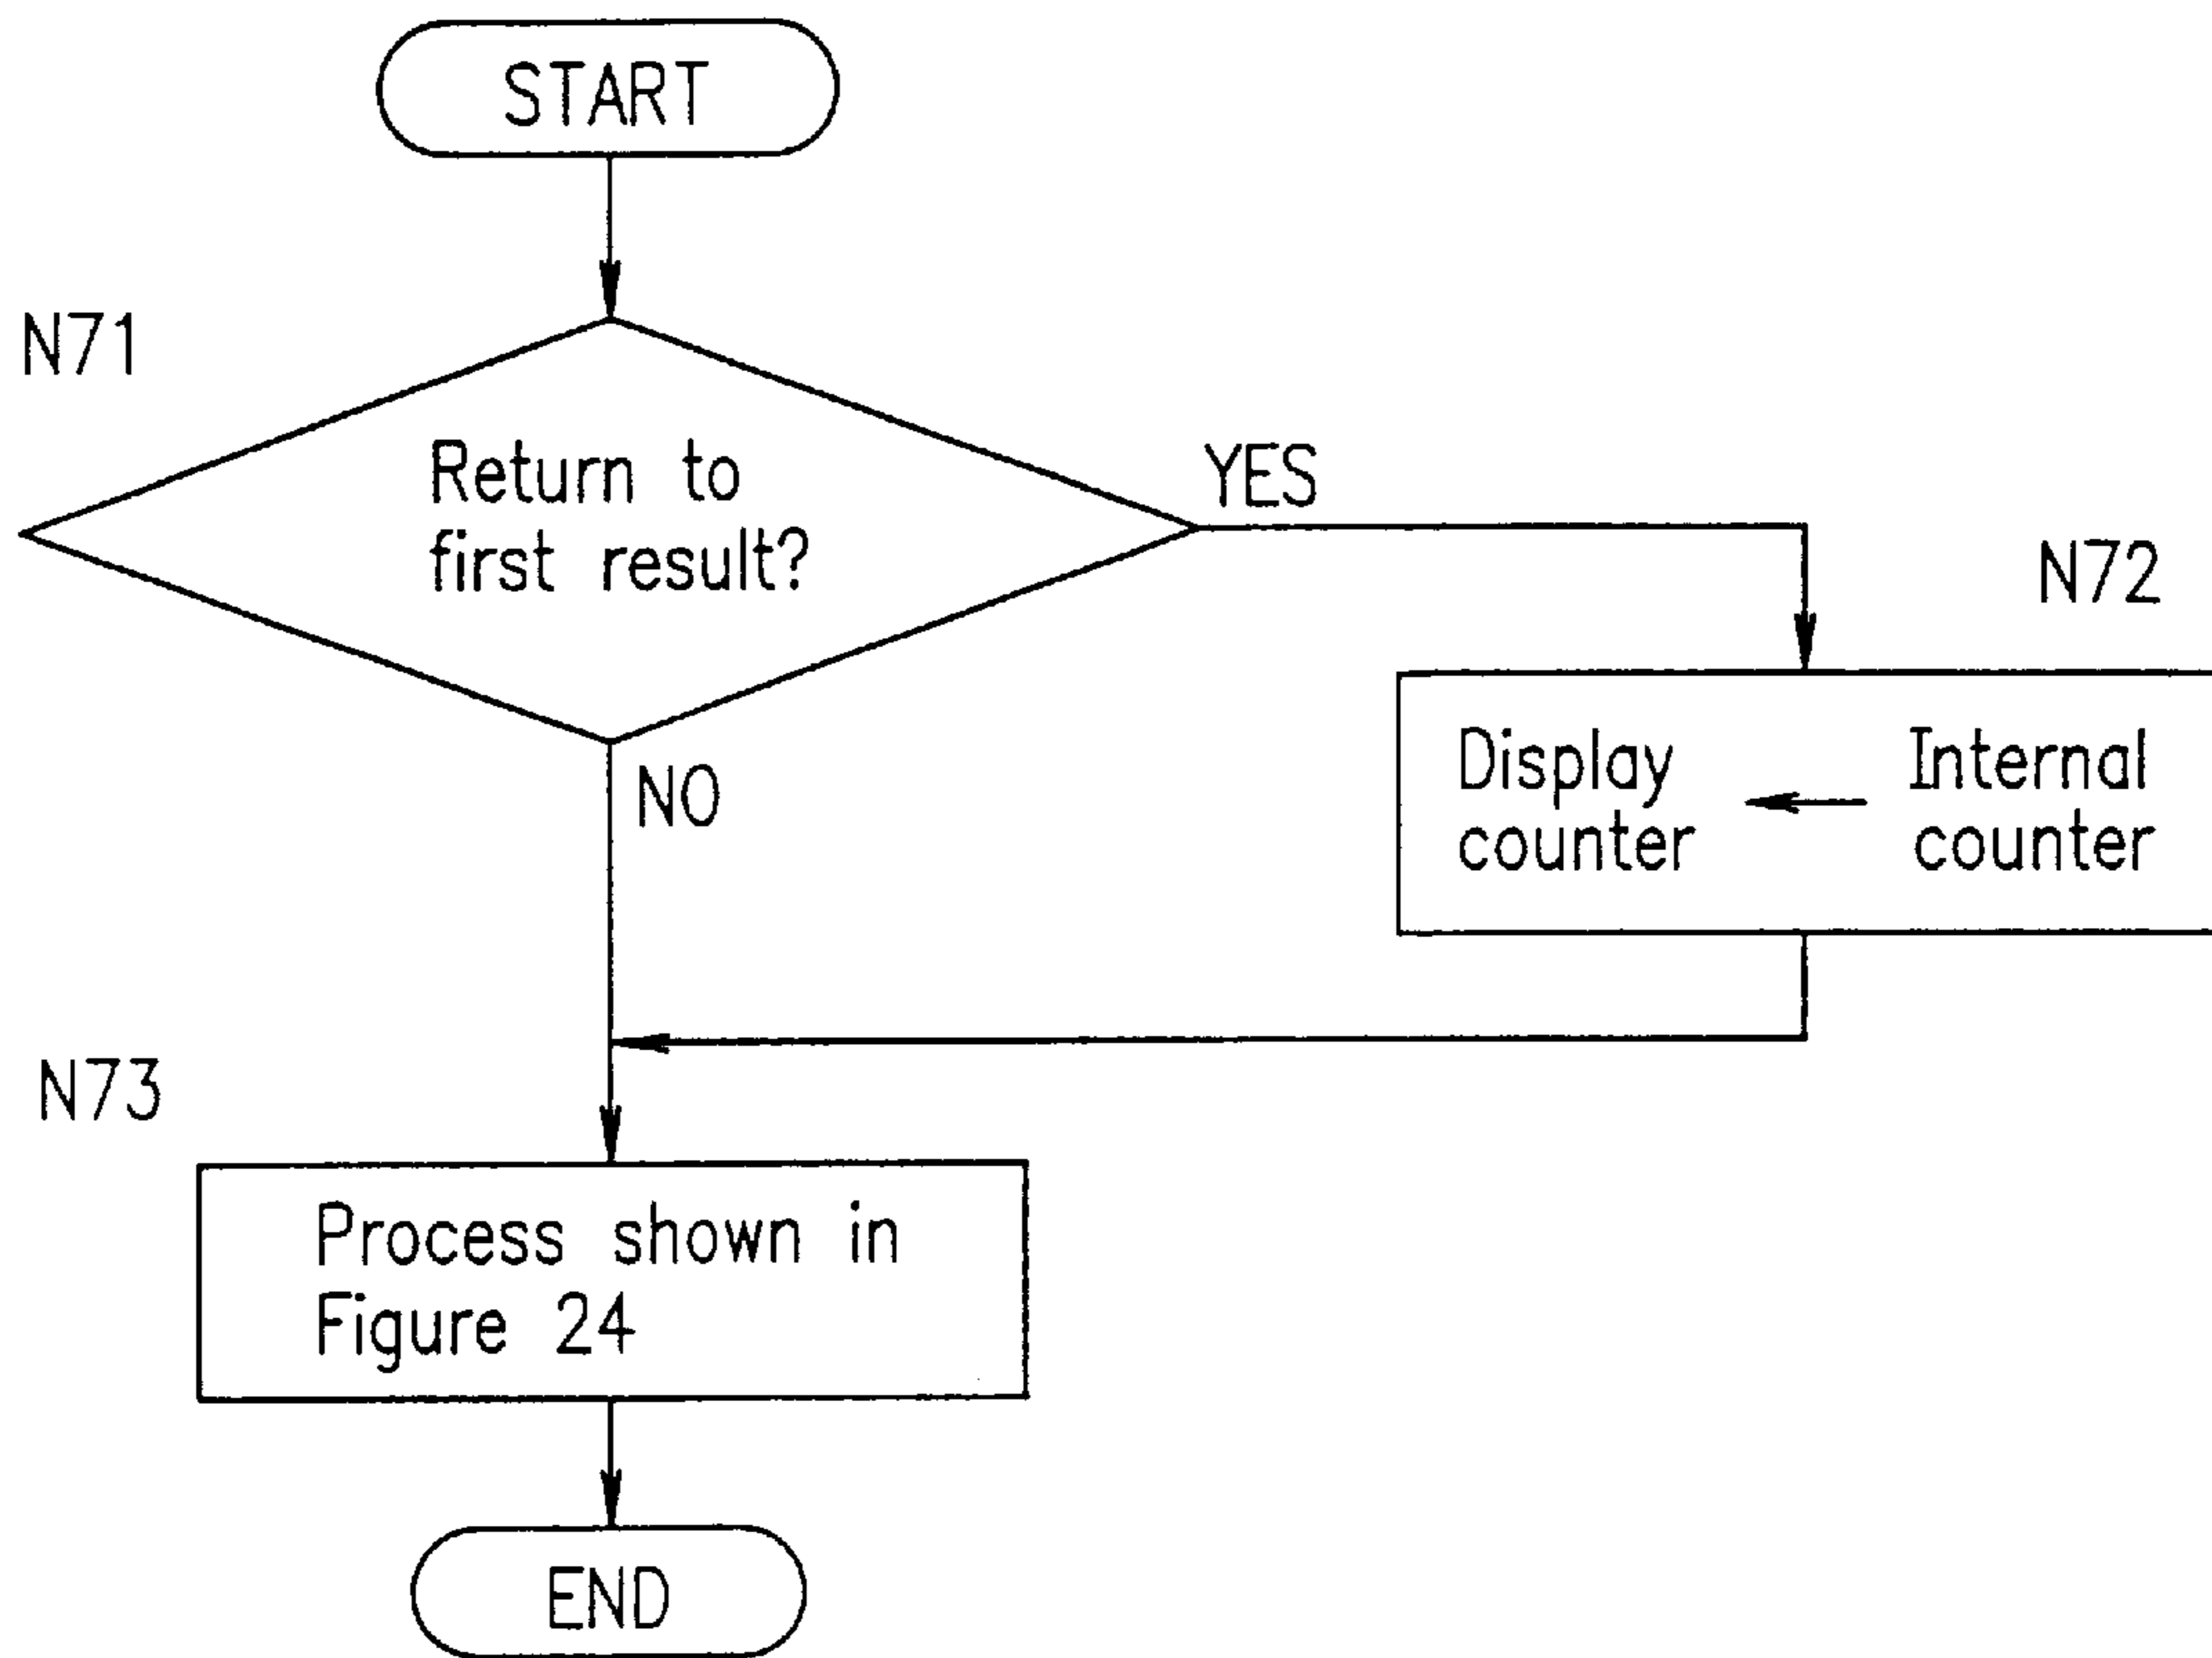 START
N71
Return to
first result?
YES
N72
Display
counter
Internal
counter
NO
N73
Process shown in
Figure 24
END